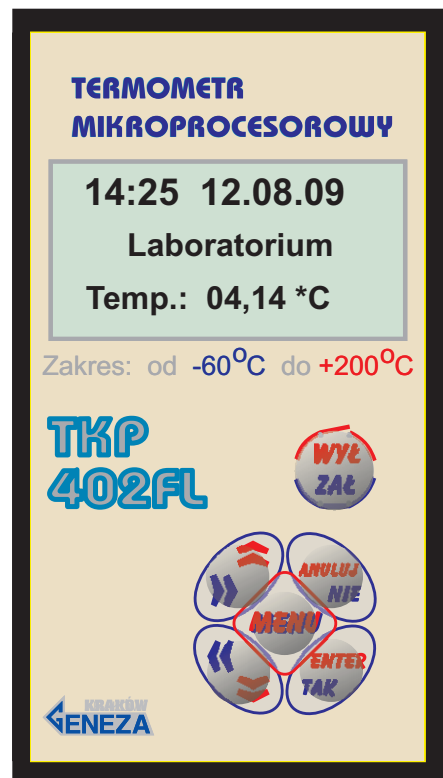 TERMOMETR
MIKROPROCESOROWY
14:25 12.08.09
Laboratorium
Temp.: 04,14 *C
Zakres: od -60°C do +200°C
TKP
402FL
WYŁ
ZAŁ
ANULUJ
NIE
MENU
ENTER
TAK
KRAKÓW
GENEZA